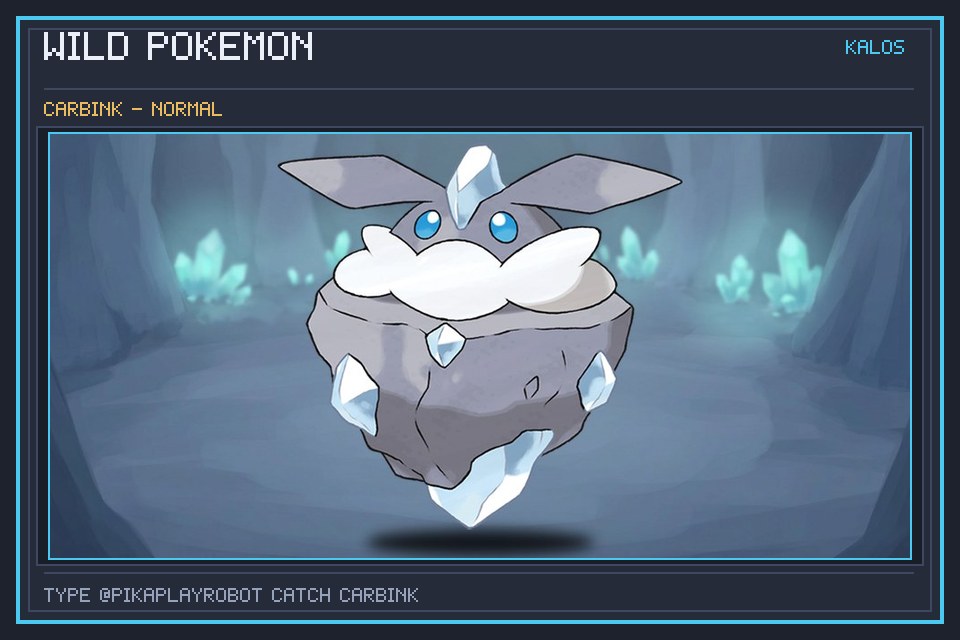 WILD POKEMON
KALOS
CARBINK - NORMAL
TYPE @PIKAPLAYROBOT CATCH CARBINK